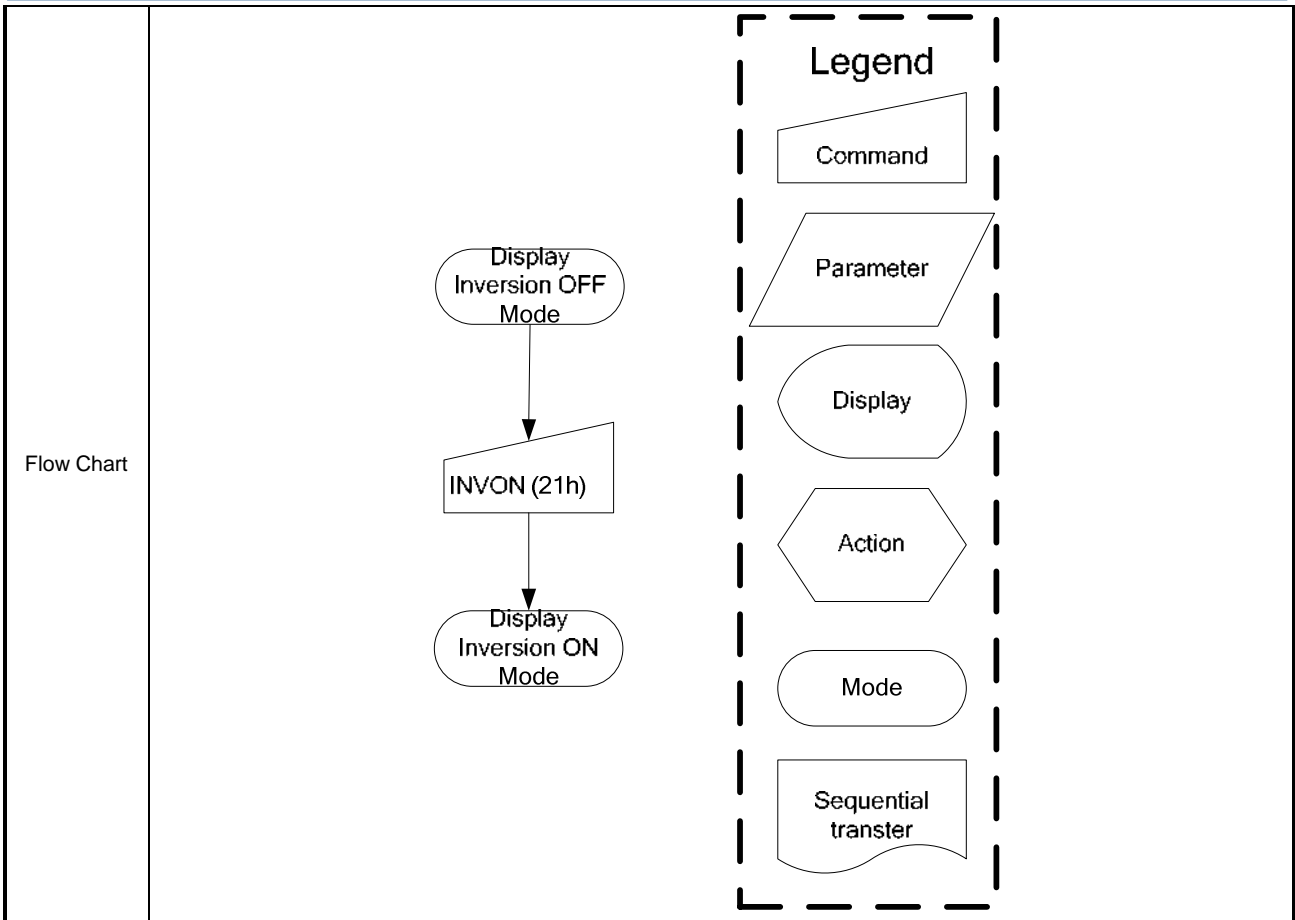 Flow Chart
Display
Inversion OFF
Mode
INVON (21h)
Display
Inversion ON
Mode
Legend
Command
Parameter
Display
Action
Mode
Sequential
transter